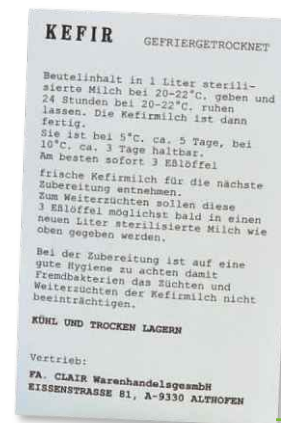 KEFIR GEFRIERGETROCKNET
Beutelinhalt in 1 Liter sterili-
sierte Milch bei 20-22°C. geben und
24 Stunden bei 20-22°C. ruhen
lassen. Die Kefirmilch ist dann
fertig.
Sie ist bei 5°C. ca. 5 Tage, bei
10°C. ca. 3 Tage haltbar.
Am besten sofort 3 Eßlöffel
frische Kefirmilch für die nächste
Zubereitung entnehmen.
Zum Weiterzüchten sollen diese
3 Eßlöffel möglichst bald in einen
neuen Liter sterilisierte Milch wie
oben gegeben werden.
Bei der Zubereitung ist auf eine
gute Hygiene zu achten damit
Fremdbakterien das Züchten und
Weiterzüchten der Kefirmilch nicht
beeinträchtigen.
KÜHL UND TROCKEN LAGERN
Vertrieb:
FA. CLAIR WarenhandelsgesmbH
EISSENSTRASSE 81, A-9330 ALTHOFEN